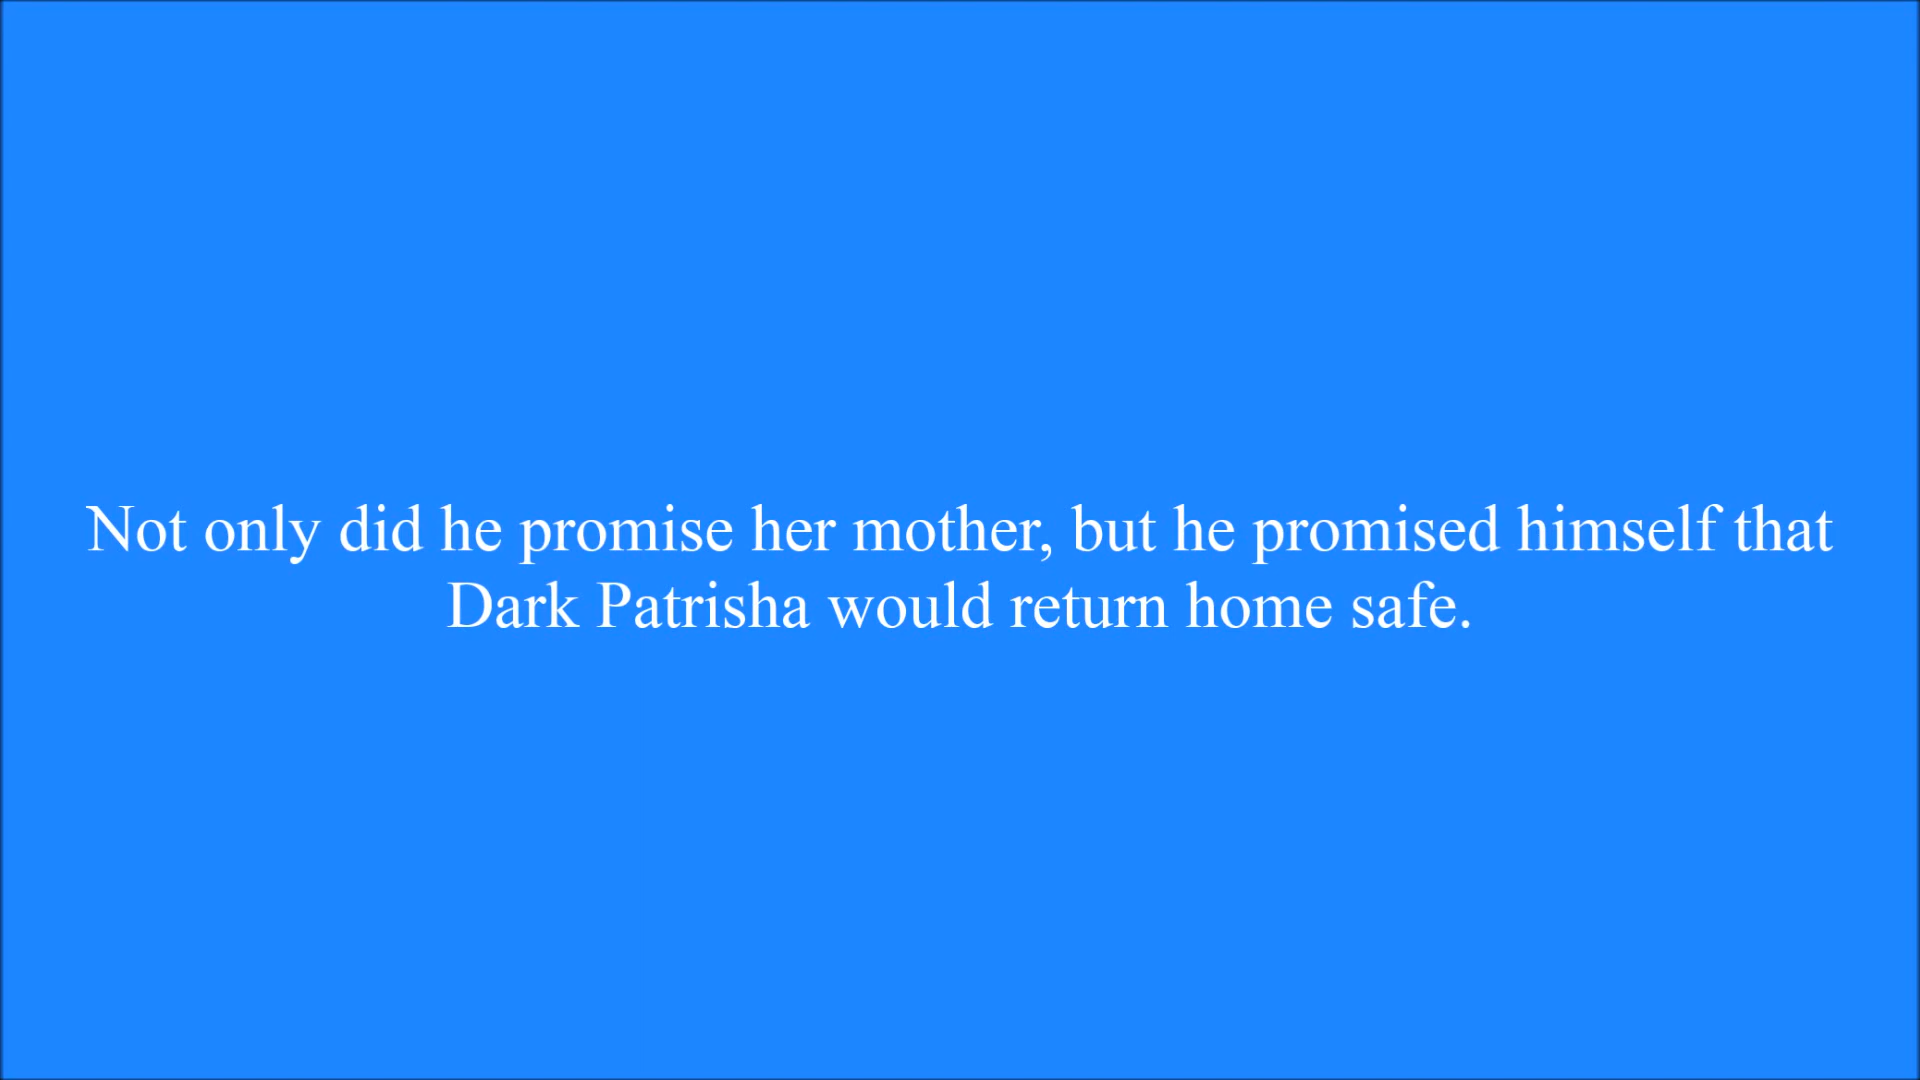 Not only did he promise her mother, but he promised himself that
Dark Patrisha would return home safe.